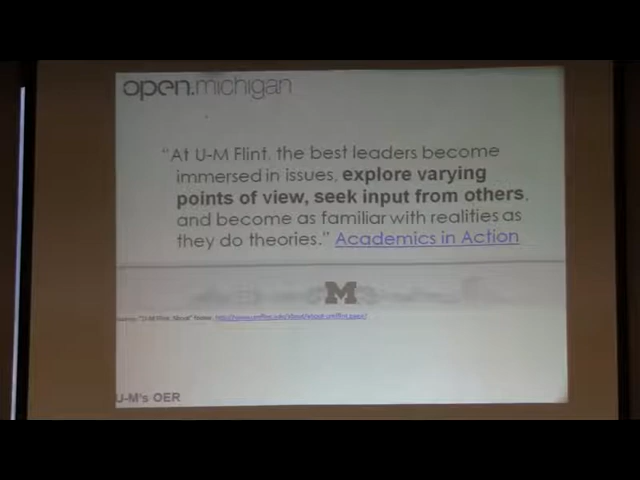 open.michigan
“At U-M Flint, the best leaders become
immersed in issues, explore varying
points of view, seek input from others,
and become as familiar with realities as
they do theories.” Academics in Action
M
U-M's OER